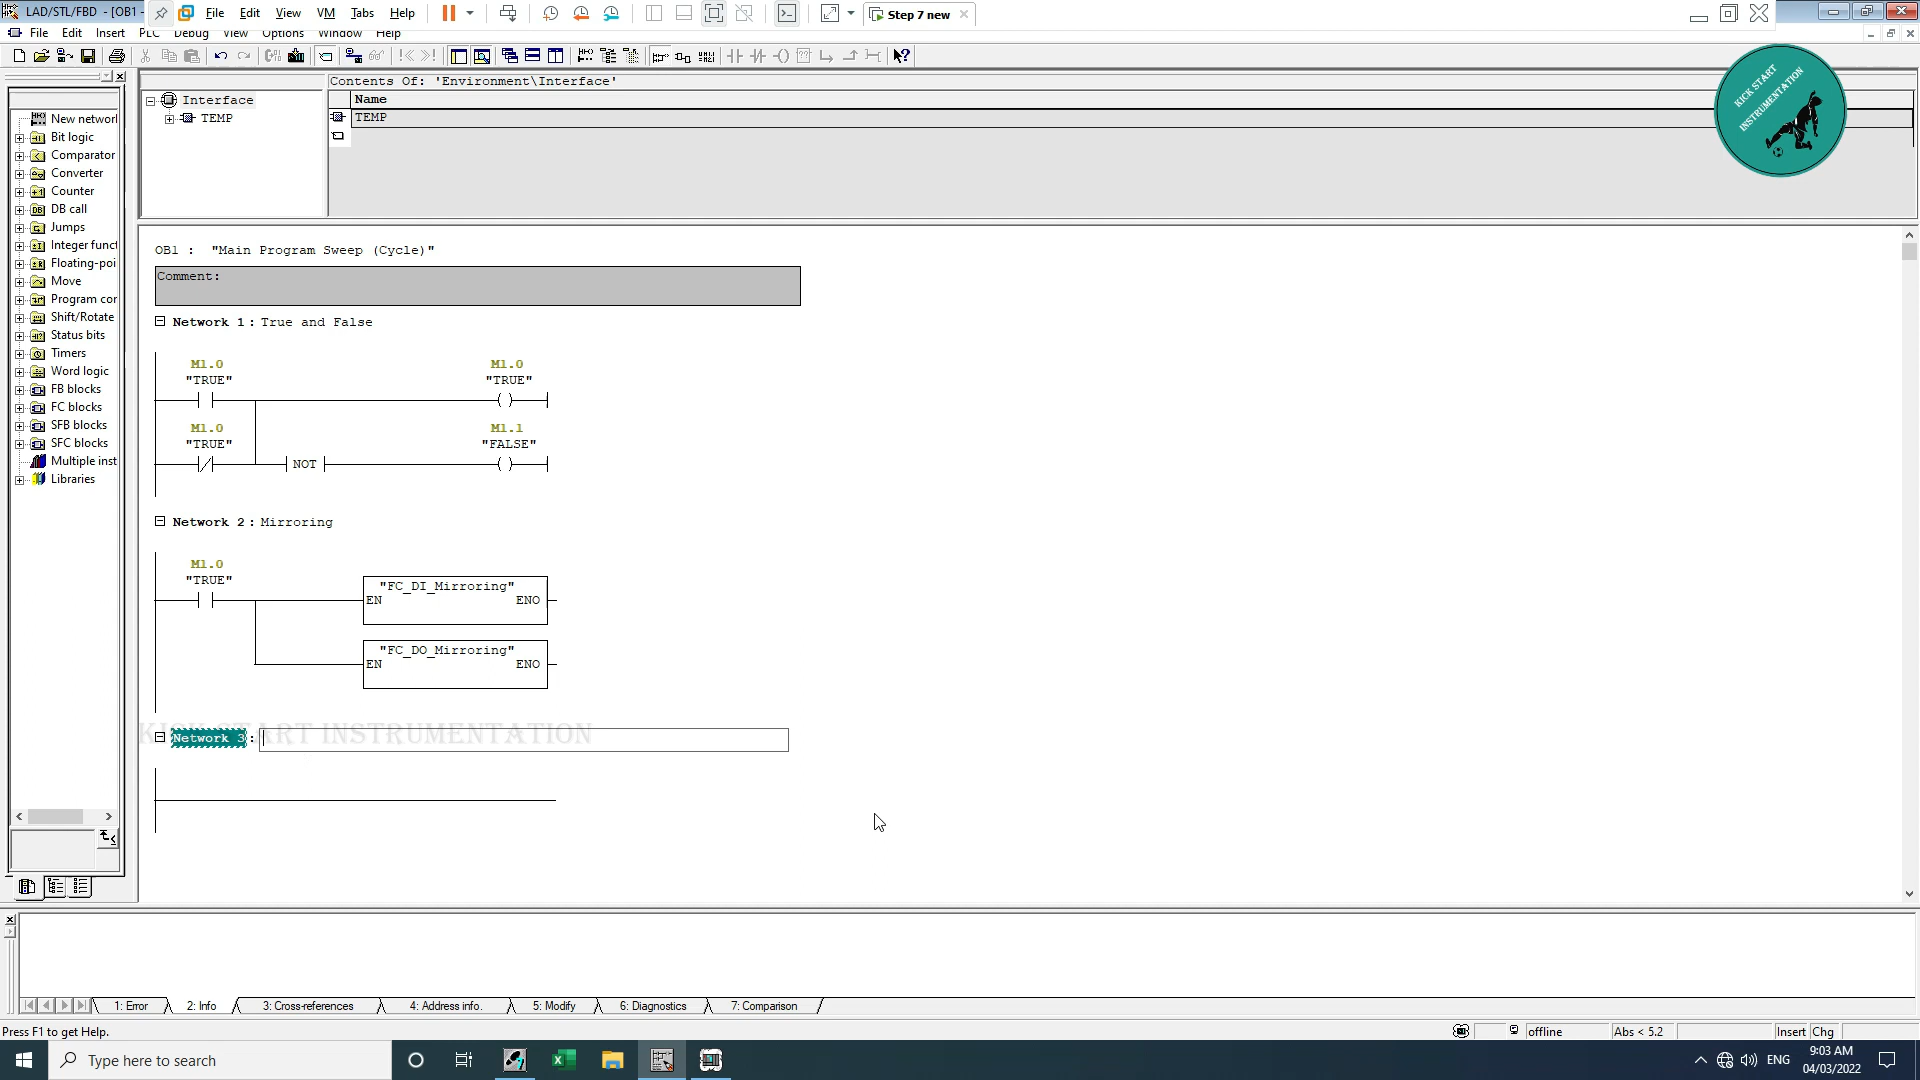 LAD/STL/FBD - [OB1 -
File Edit View VM Tabs Help
Step 7 new
File Edit Insert PLC Debug View Options Window Help
KICK START
INSTRUMENTATION
Contents Of: 'Environment\Interface'
Interface
TEMP
Name
TEMP
New networ
Bit logic
Comparator
Converter
Counter
DB call
Jumps
Integer funct
Floating-poi
Move
Program con
Shift/Rotate
Status bits
Timers
Word logic
FB blocks
FC blocks
SFB blocks
SFC blocks
Multiple inst
Libraries
OB1 : "Main Program Sweep (Cycle)"
Comment:
Network 1: True and False
M1.0 M1.0
"TRUE" "TRUE"
M1.0 M1.1
"TRUE" "FALSE"
NOT
Network 2: Mirroring
M1.0
"TRUE"
"FC_DI_Mirroring"
EN ENO
"FC_DO_Mirroring"
EN ENO
KICK START INSTRUMENTATION
Network 3:
1: Error 2: Info 3: Cross-references 4: Address info. 5: Modify 6: Diagnostics 7: Comparison
Press F1 to get Help.
offline Abs < 5.2 Insert Chg
Type here to search
ENG
9:03 AM
04/03/2022